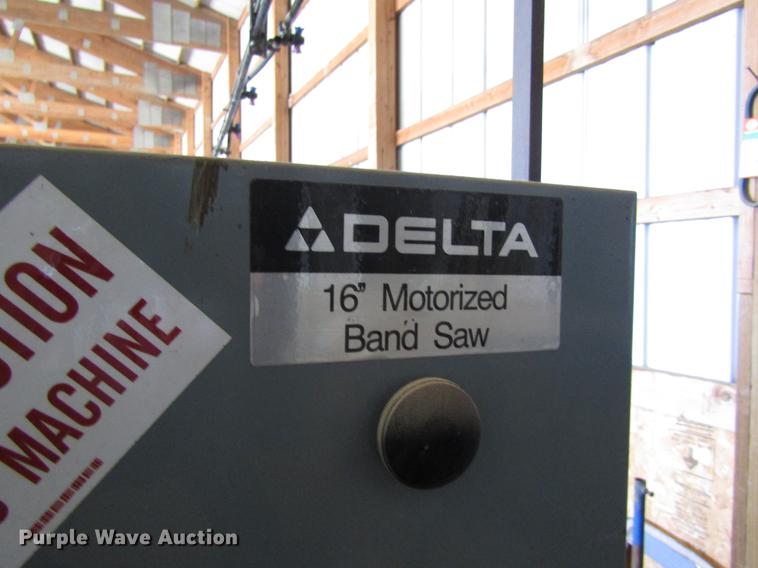 DELTA
16” Motorized
Band Saw
MACHINE
Purple Wave Auction